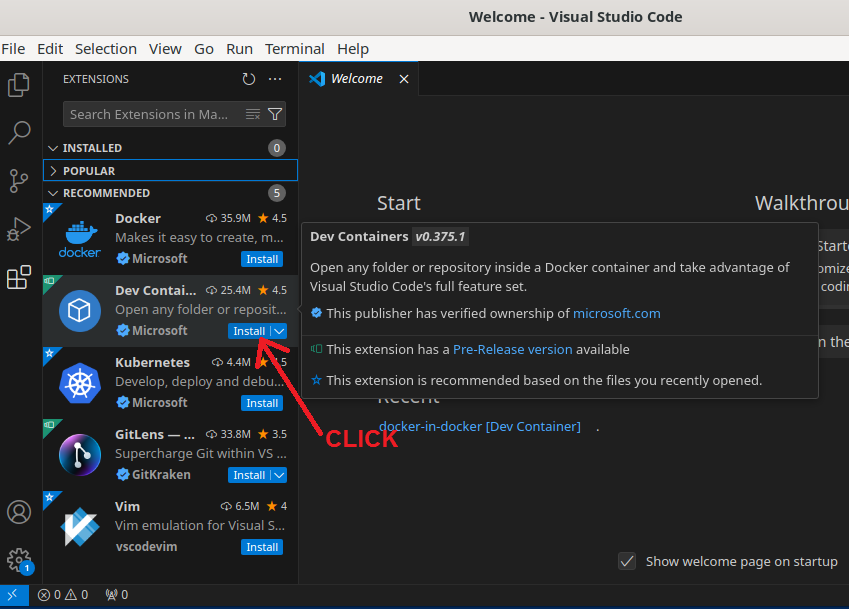 Welcome - Visual Studio Code
File Edit Selection View Go Run Terminal Help
EXTENSIONS
Welcome
Search Extensions in Ma...
INSTALLED 0
POPULAR
RECOMMENDED 5
Docker 35.9M 4.5
Makes it easy to create, m...
docker
Microsoft Install
Dev Contai... 25.4M 4.5
Open any folder or reposit...
Microsoft Install
Kubernetes 4.4M
Develop, deploy and debu...
Microsoft Install
GitLens — ... 33.8M 3.5
Supercharge Git within VS ...
GitKraken Install
Vim 6.5M 4
Vim emulation for Visual S...
vscodevim Install
Start
Walkthrou
Dev Containers v0.375.1
Open any folder or repository inside a Docker container and take advantage of
Visual Studio Code's full feature set.
This publisher has verified ownership of microsoft.com
This extension has a Pre-Release version available
This extension is recommended based on the files you recently opened.
Recent
docker-in-docker [Dev Container] .
CLICK
Show welcome page on startup
1
0 0 0